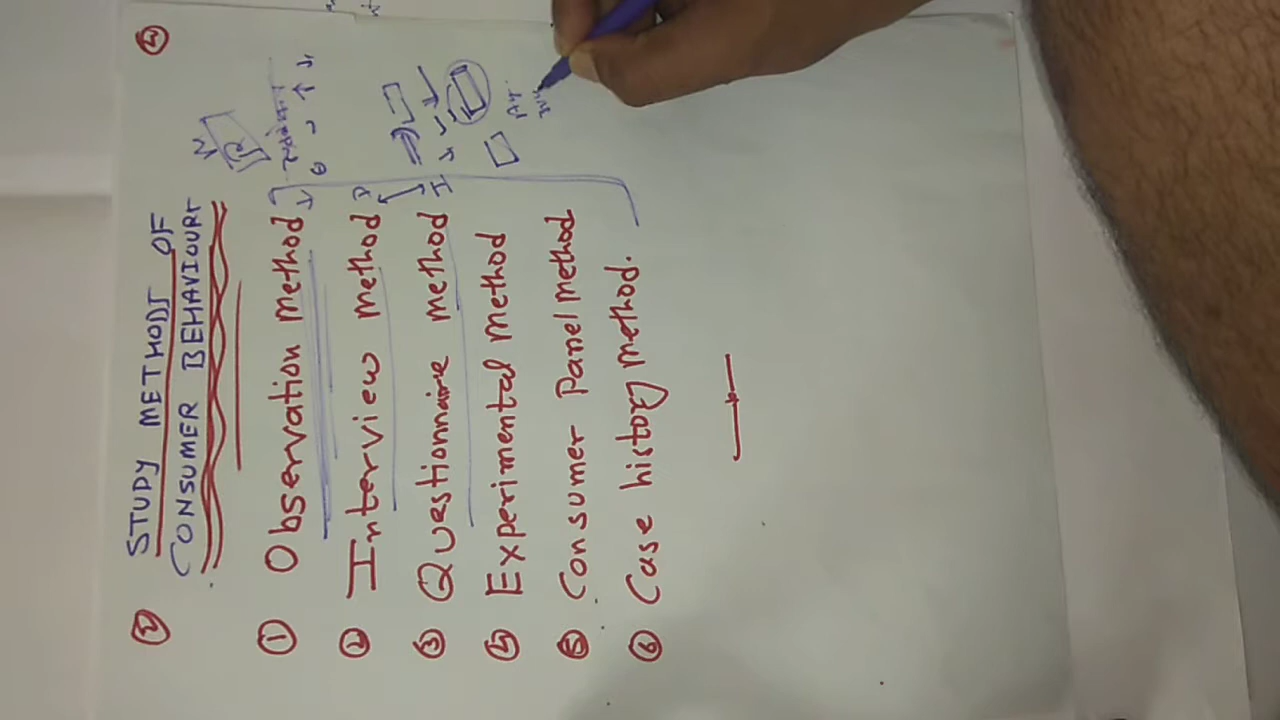 ② STUDY METHODS OF
CONSUMER BEHAVIOUR
① Observation Method
② Interview Method
③ Questionnaire Method
④ Experimental Method
⑤ Consumer Panel Method
⑥ Case history Method.